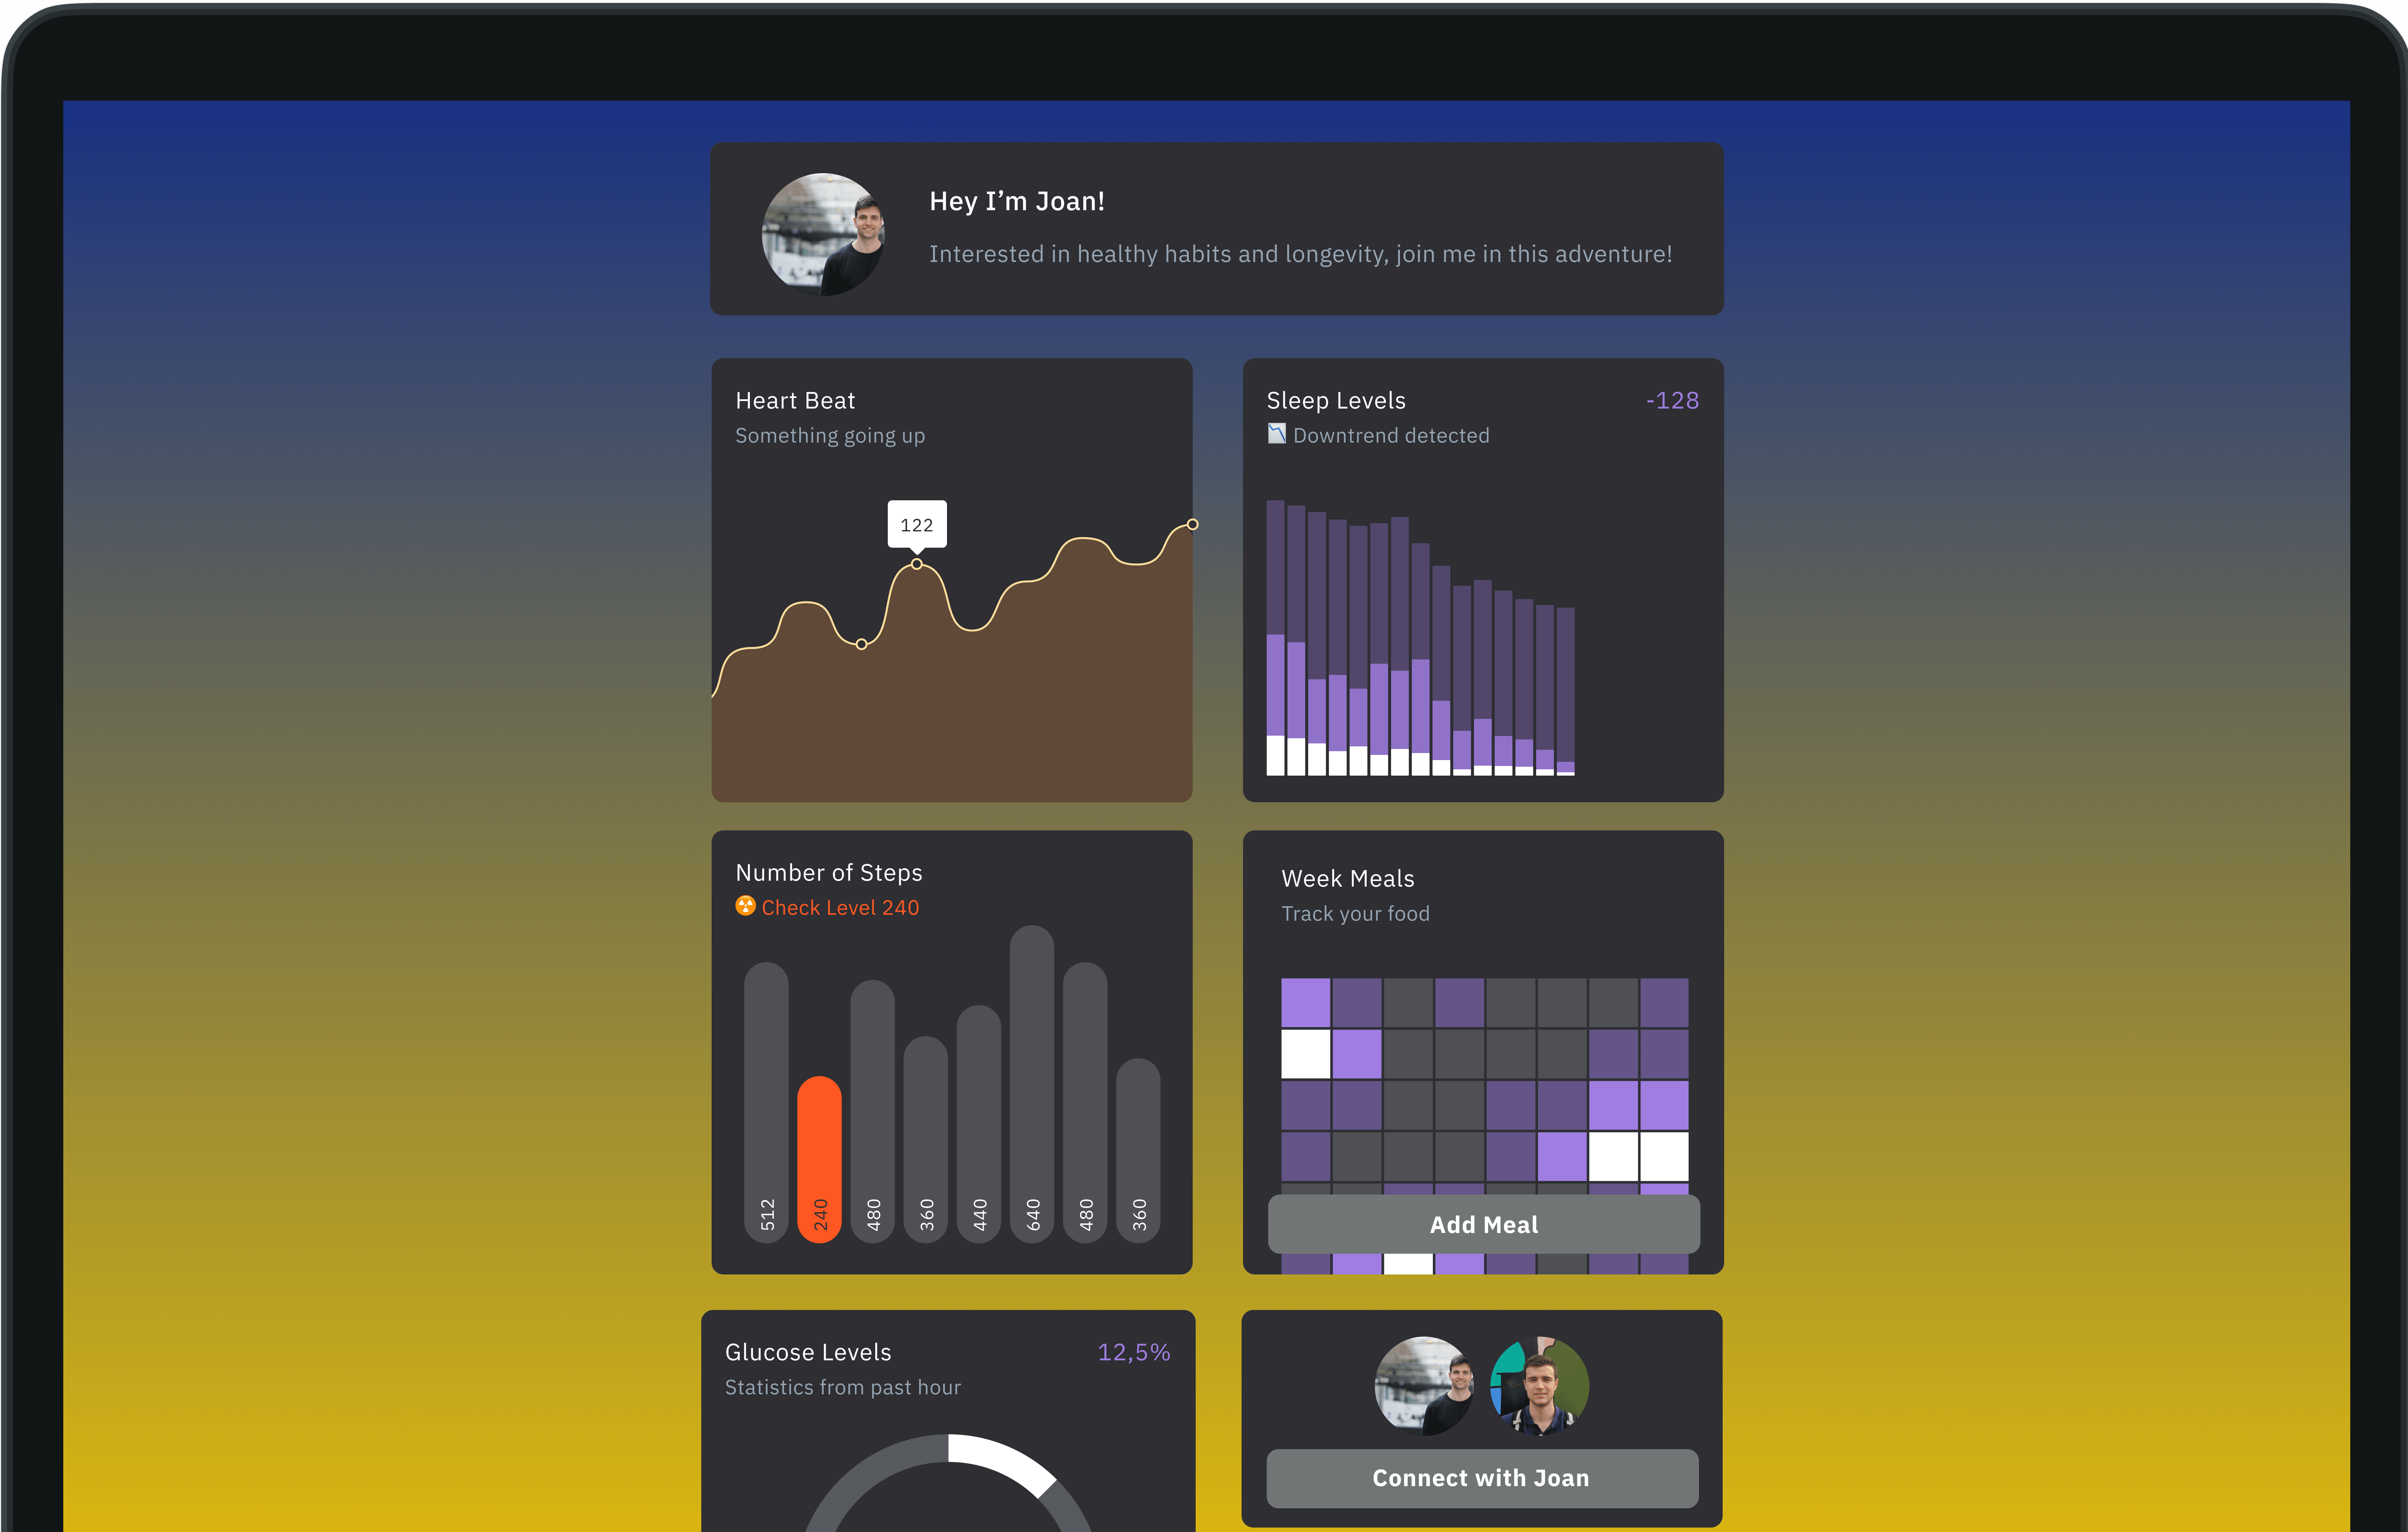 Hey I’m Joan!
Interested in healthy habits and longevity, join me in this adventure!
Heart Beat
Something going up
122
Sleep Levels
-128
Downtrend detected
Number of Steps
Check Level 240
512
240
480
360
440
640
480
360
Week Meals
Track your food
Add Meal
Glucose Levels
12,5%
Statistics from past hour
Connect with Joan